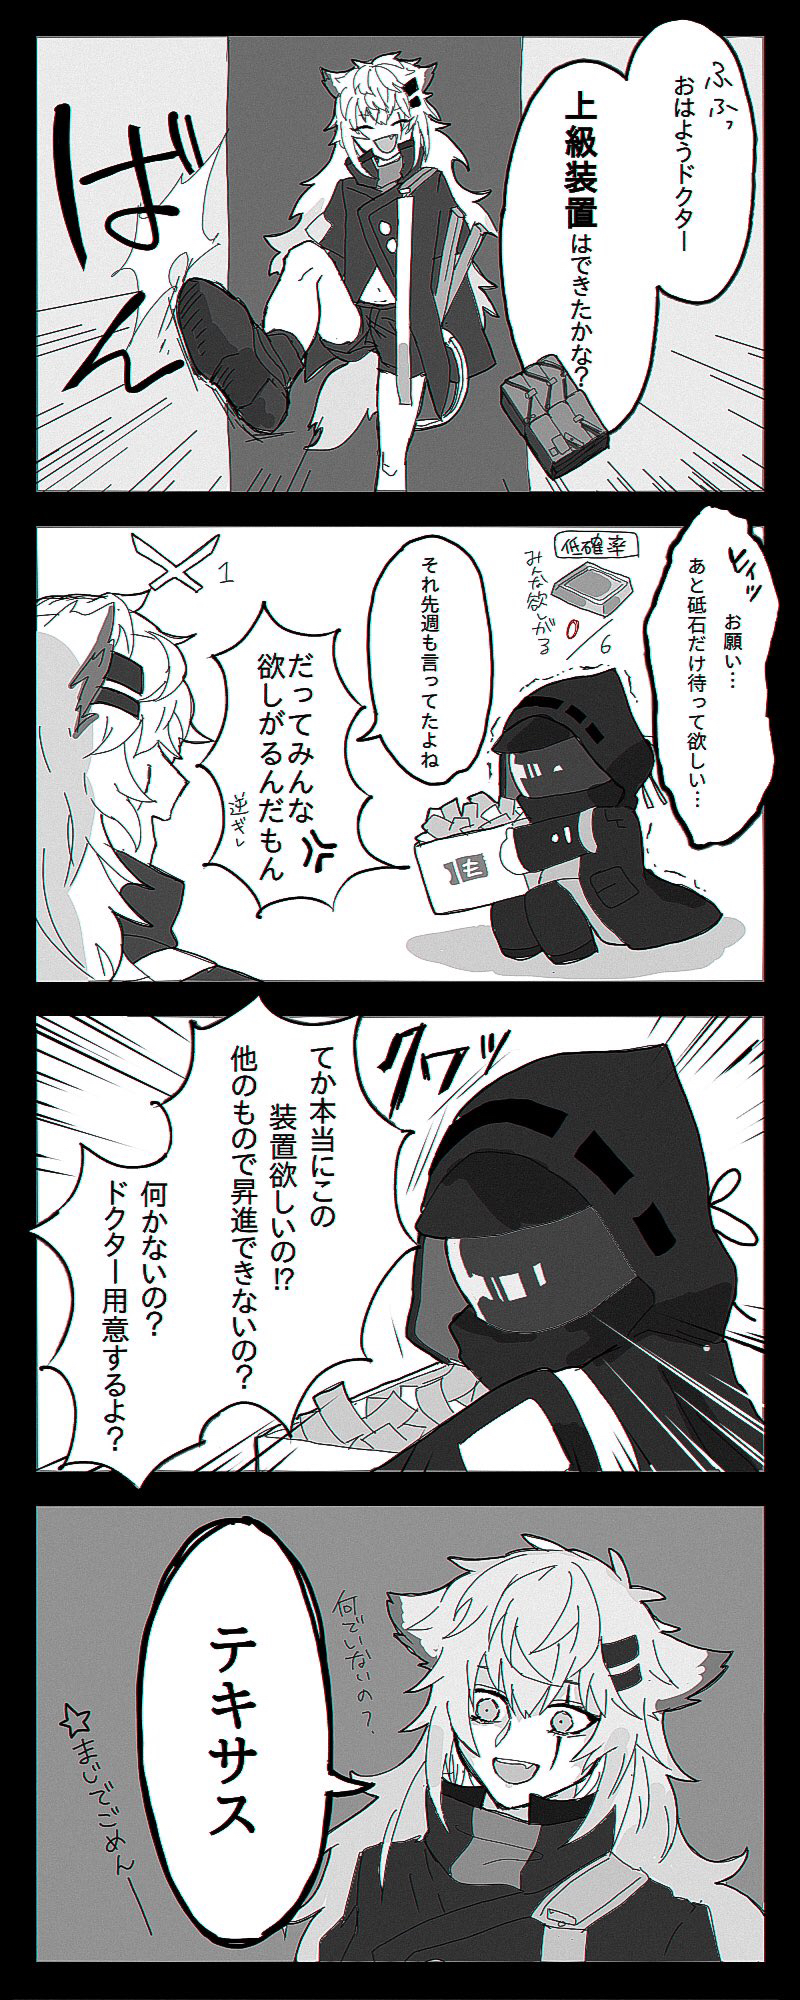 ふふっ
おはようドクター
上級装置はできたかな？
ばん
ヒィッ
お願い…
あと砥石だけ待って欲しい…
低確率
みんな欲しがる
0/6
それ先週も言ってたよね
1
だってみんな
欲しがるんだもん
逆ギレ
クワッ
てか本当にこの
装置欲しいの!?
他のもので昇進できないの？
何かないの？
ドクター用意するよ？
何でいないの？
テキサス
☆まじでごめんー